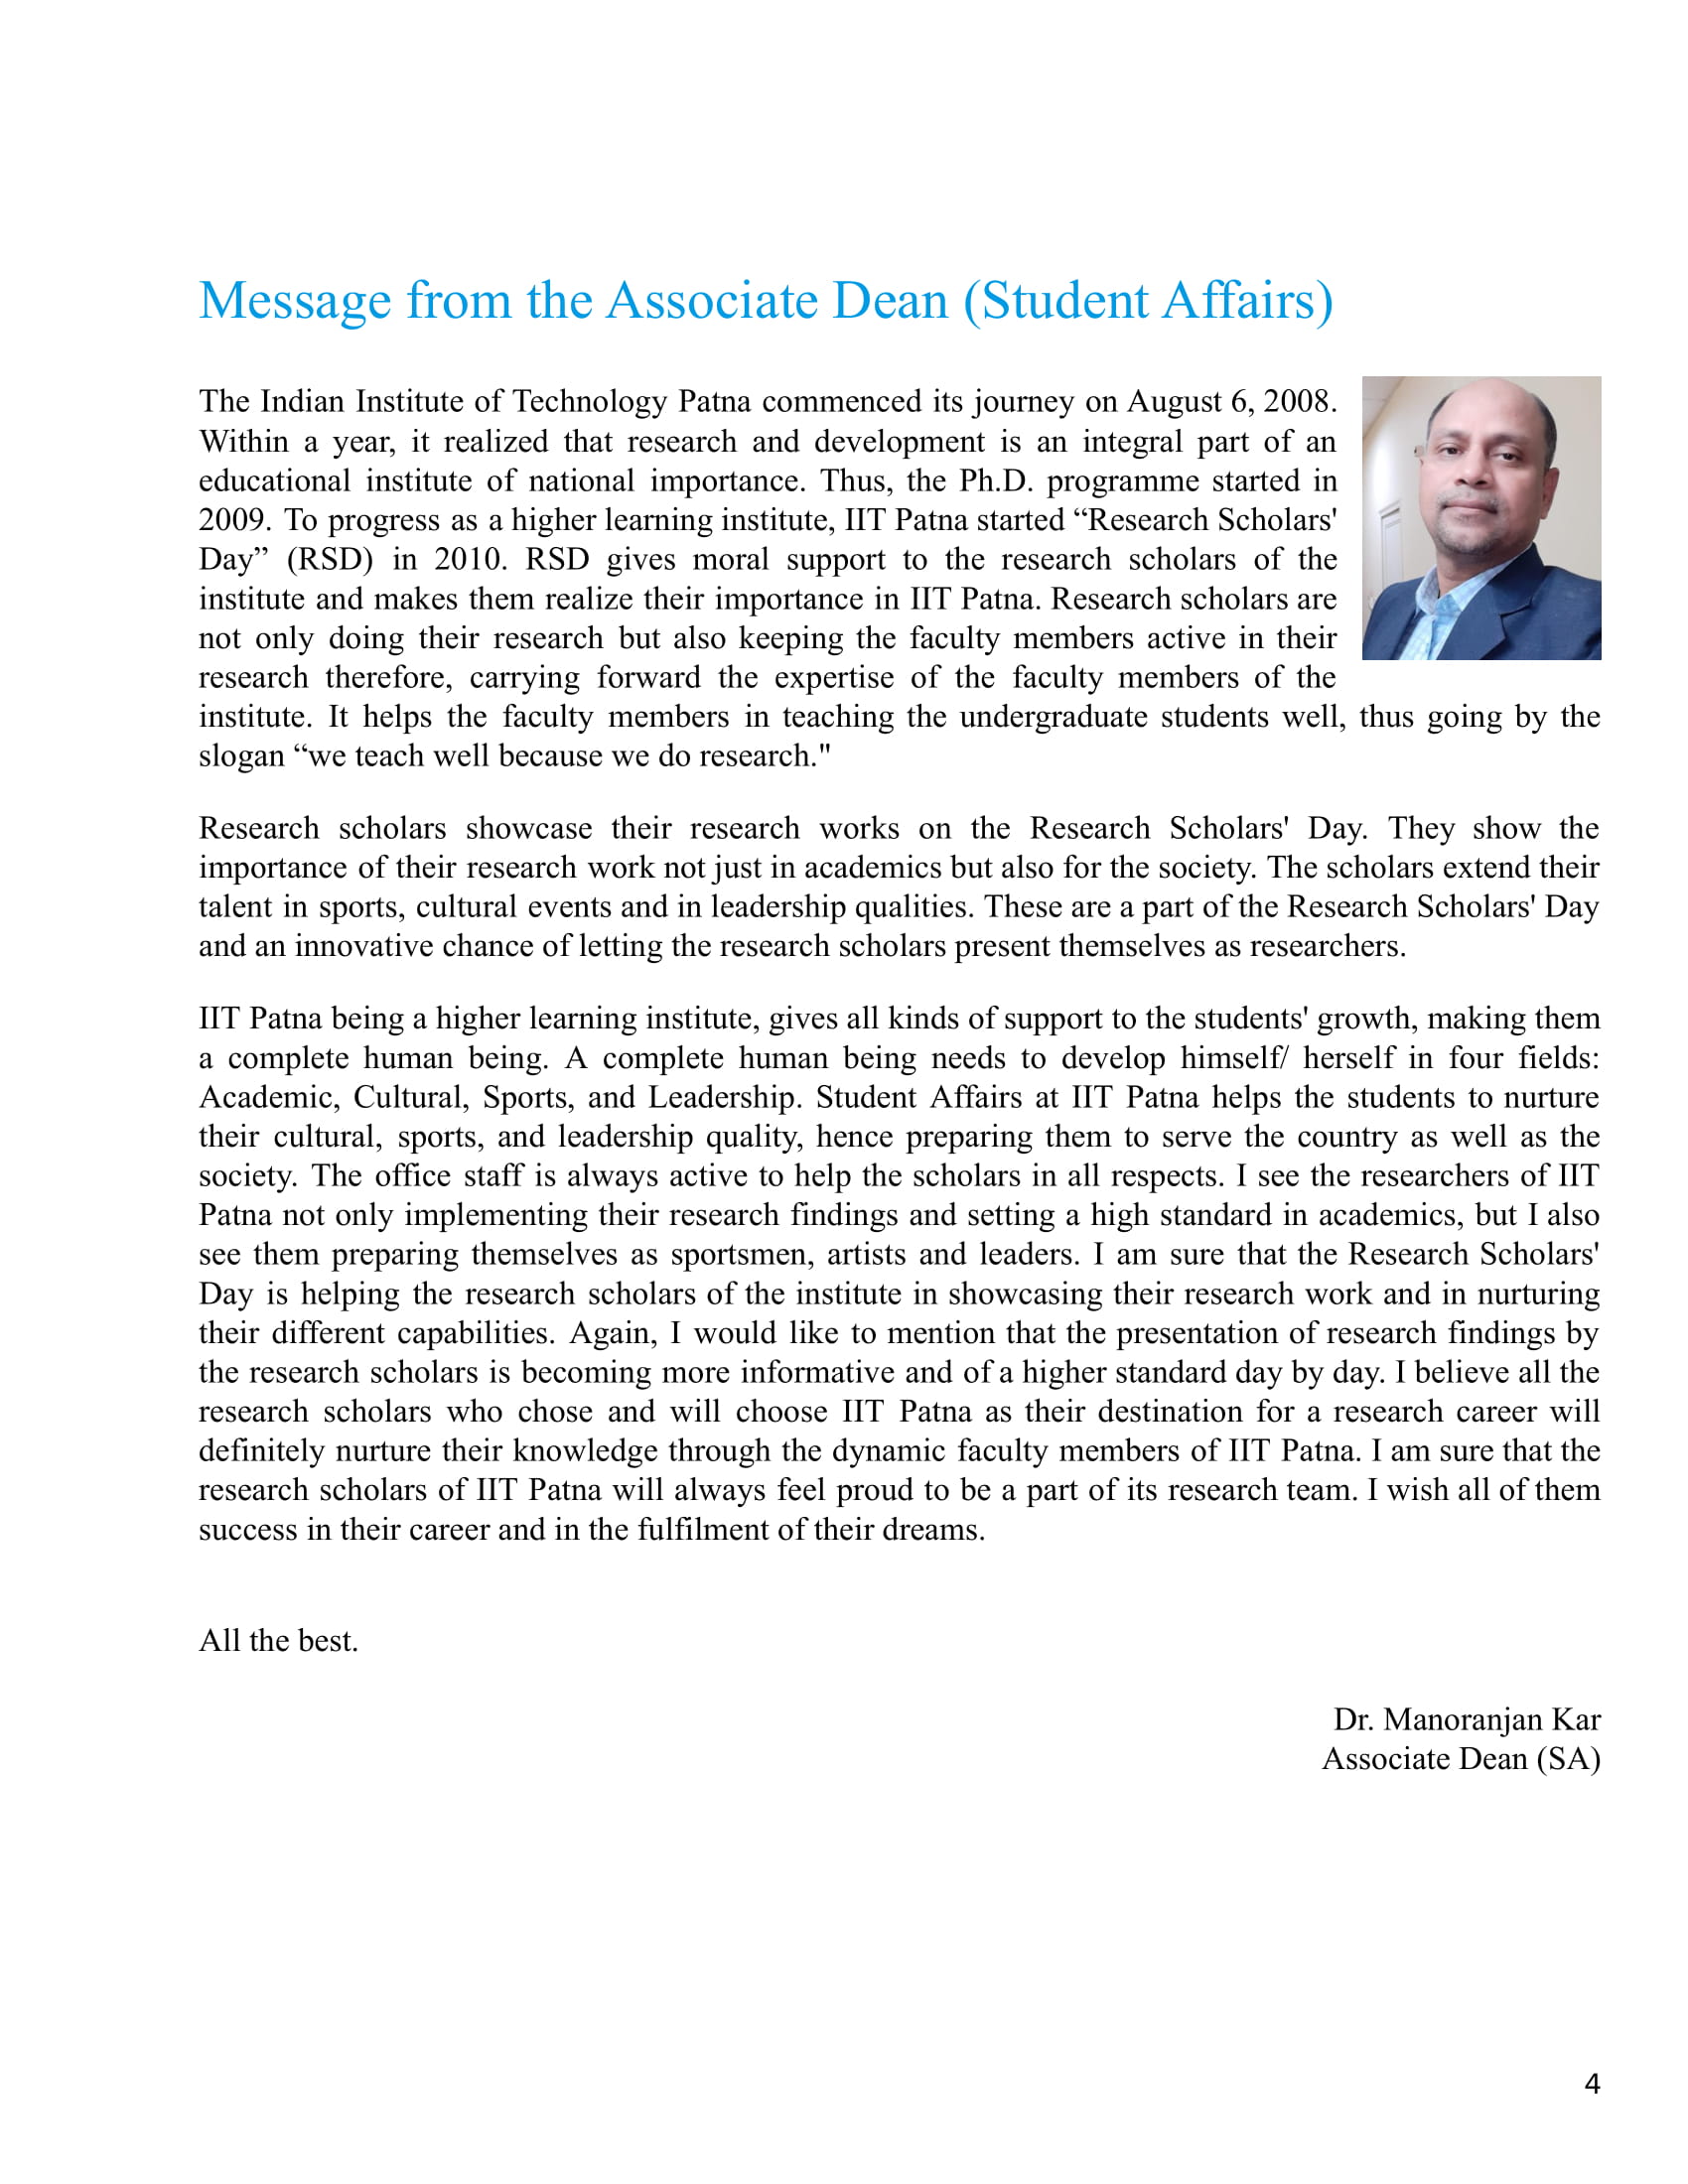 Message from the Associate Dean (Student Affairs)
The Indian Institute of Technology Patna commenced its journey on August 6, 2008.
Within a year, it realized that research and development is an integral part of an
educational institute of national importance. Thus, the Ph.D. programme started in
2009. To progress as a higher learning institute, IIT Patna started “Research Scholars'
Day” (RSD) in 2010. RSD gives moral support to the research scholars of the
institute and makes them realize their importance in IIT Patna. Research scholars are
not only doing their research but also keeping the faculty members active in their
research therefore, carrying forward the expertise of the faculty members of the
institute. It helps the faculty members in teaching the undergraduate students well, thus going by the
slogan “we teach well because we do research."
Research scholars showcase their research works on the Research Scholars' Day. They show the
importance of their research work not just in academics but also for the society. The scholars extend their
talent in sports, cultural events and in leadership qualities. These are a part of the Research Scholars' Day
and an innovative chance of letting the research scholars present themselves as researchers.
IIT Patna being a higher learning institute, gives all kinds of support to the students' growth, making them
a complete human being. A complete human being needs to develop himself/ herself in four fields:
Academic, Cultural, Sports, and Leadership. Student Affairs at IIT Patna helps the students to nurture
their cultural, sports, and leadership quality, hence preparing them to serve the country as well as the
society. The office staff is always active to help the scholars in all respects. I see the researchers of IIT
Patna not only implementing their research findings and setting a high standard in academics, but I also
see them preparing themselves as sportsmen, artists and leaders. I am sure that the Research Scholars'
Day is helping the research scholars of the institute in showcasing their research work and in nurturing
their different capabilities. Again, I would like to mention that the presentation of research findings by
the research scholars is becoming more informative and of a higher standard day by day. I believe all the
research scholars who chose and will choose IIT Patna as their destination for a research career will
definitely nurture their knowledge through the dynamic faculty members of IIT Patna. I am sure that the
research scholars of IIT Patna will always feel proud to be a part of its research team. I wish all of them
success in their career and in the fulfilment of their dreams.
All the best.
Dr. Manoranjan Kar
Associate Dean (SA)
4